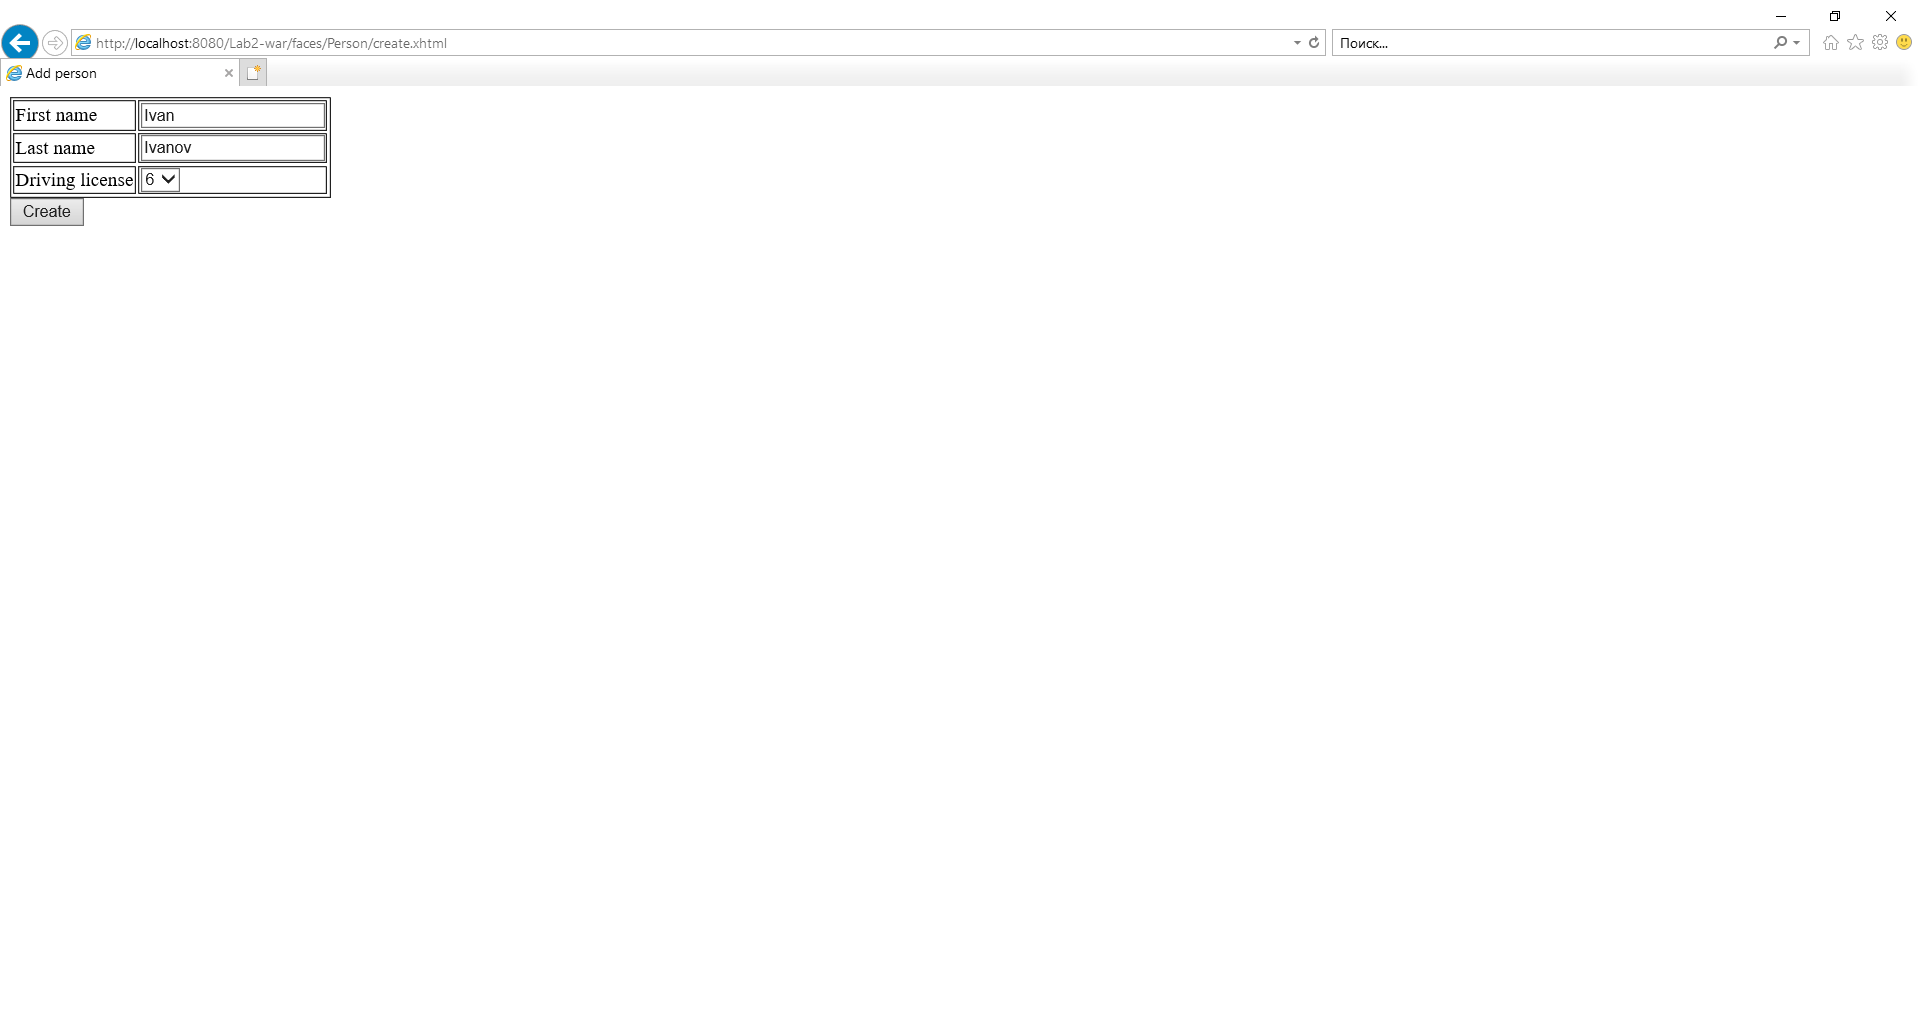 http://localhost:8080/Lab2-war/faces/Person/create.xhtml
Поиск...
Add person
First name Ivan
Last name Ivanov
Driving license 6
Create